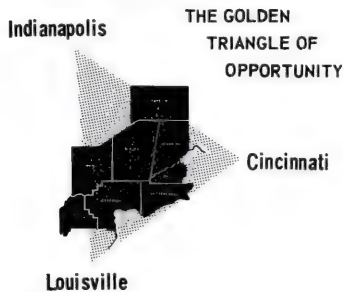 THE GOLDEN
TRIANGLE OF
OPPORTUNITY
Indianapolis
Cincinnati
Louisville